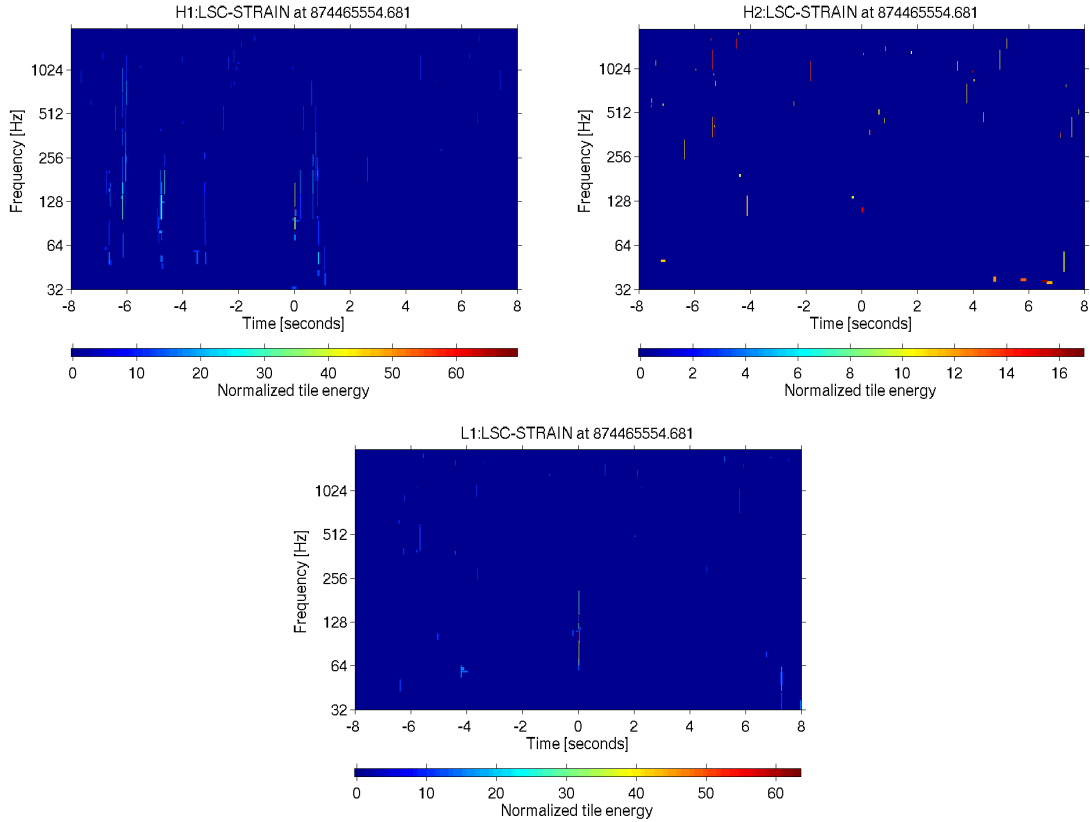 H1:LSC-STRAIN at 874465554.681
Frequency [Hz]
1024
512
256
128
64
32
-8 -6 -4 -2 0 2 4 6 8
Time [seconds]
0 10 20 30 40 50 60
Normalized tile energy
H2:LSC-STRAIN at 874465554.681
Frequency [Hz]
1024
512
256
128
64
32
-8 -6 -4 -2 0 2 4 6 8
Time [seconds]
0 2 4 6 8 10 12 14 16
Normalized tile energy
L1:LSC-STRAIN at 874465554.681
Frequency [Hz]
1024
512
256
128
64
32
-8 -6 -4 -2 0 2 4 6 8
Time [seconds]
0 10 20 30 40 50 60
Normalized tile energy